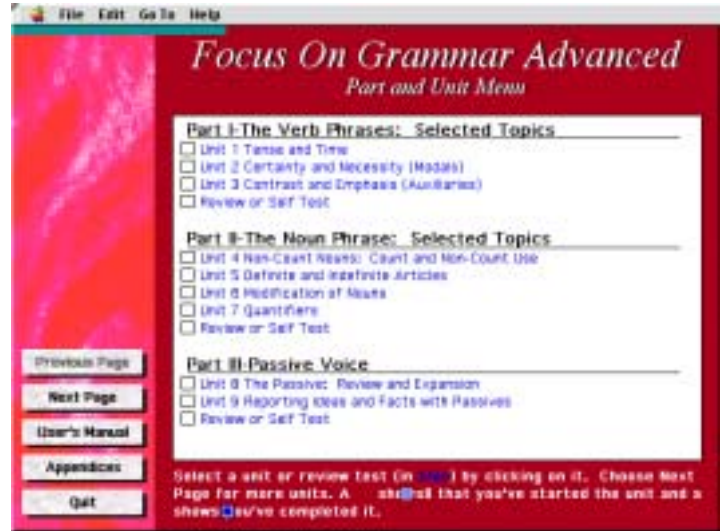 File Edit Go To Help
Focus On Grammar Advanced
Part and Unit Menu
Part I-The Verb Phrases: Selected Topics
Unit 1 Tense and Time
Unit 2 Certainty and Necessity (Modals)
Unit 3 Contrast and Emphasis (Auxiliaries)
Review or Self Test
Part II-The Noun Phrase: Selected Topics
Unit 4 Non-Count Nouns: Count and Non-Count Use
Unit 5 Definite and Indefinite Articles
Unit 6 Modification of Nouns
Unit 7 Quantifiers
Review or Self Test
Part III-Passive Voice
Unit 8 The Passive: Review and Expansion
Unit 9 Reporting Ideas and Facts with Passives
Review or Self Test
Previous Page
Next Page
User's Manual
Appendices
Quit
Select a unit or review test (in blue) by clicking on it. Choose Next
Page for more units. A that you've started the unit and a
shows you've completed it.